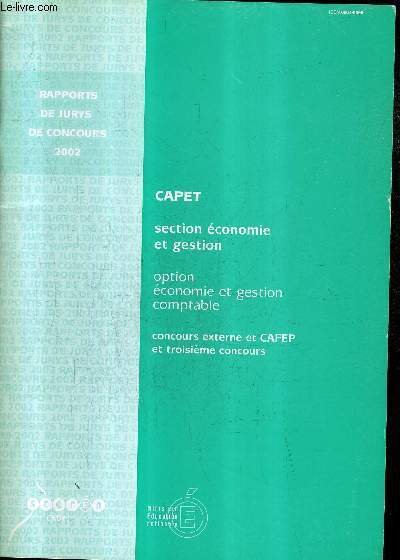 Le-livre.com
RAPPORTS
DE JURYS
DE CONCOURS
2002
CAPET
section économie
et gestion
option
économie et gestion
comptable
concours externe et CAFEP
et troisième concours